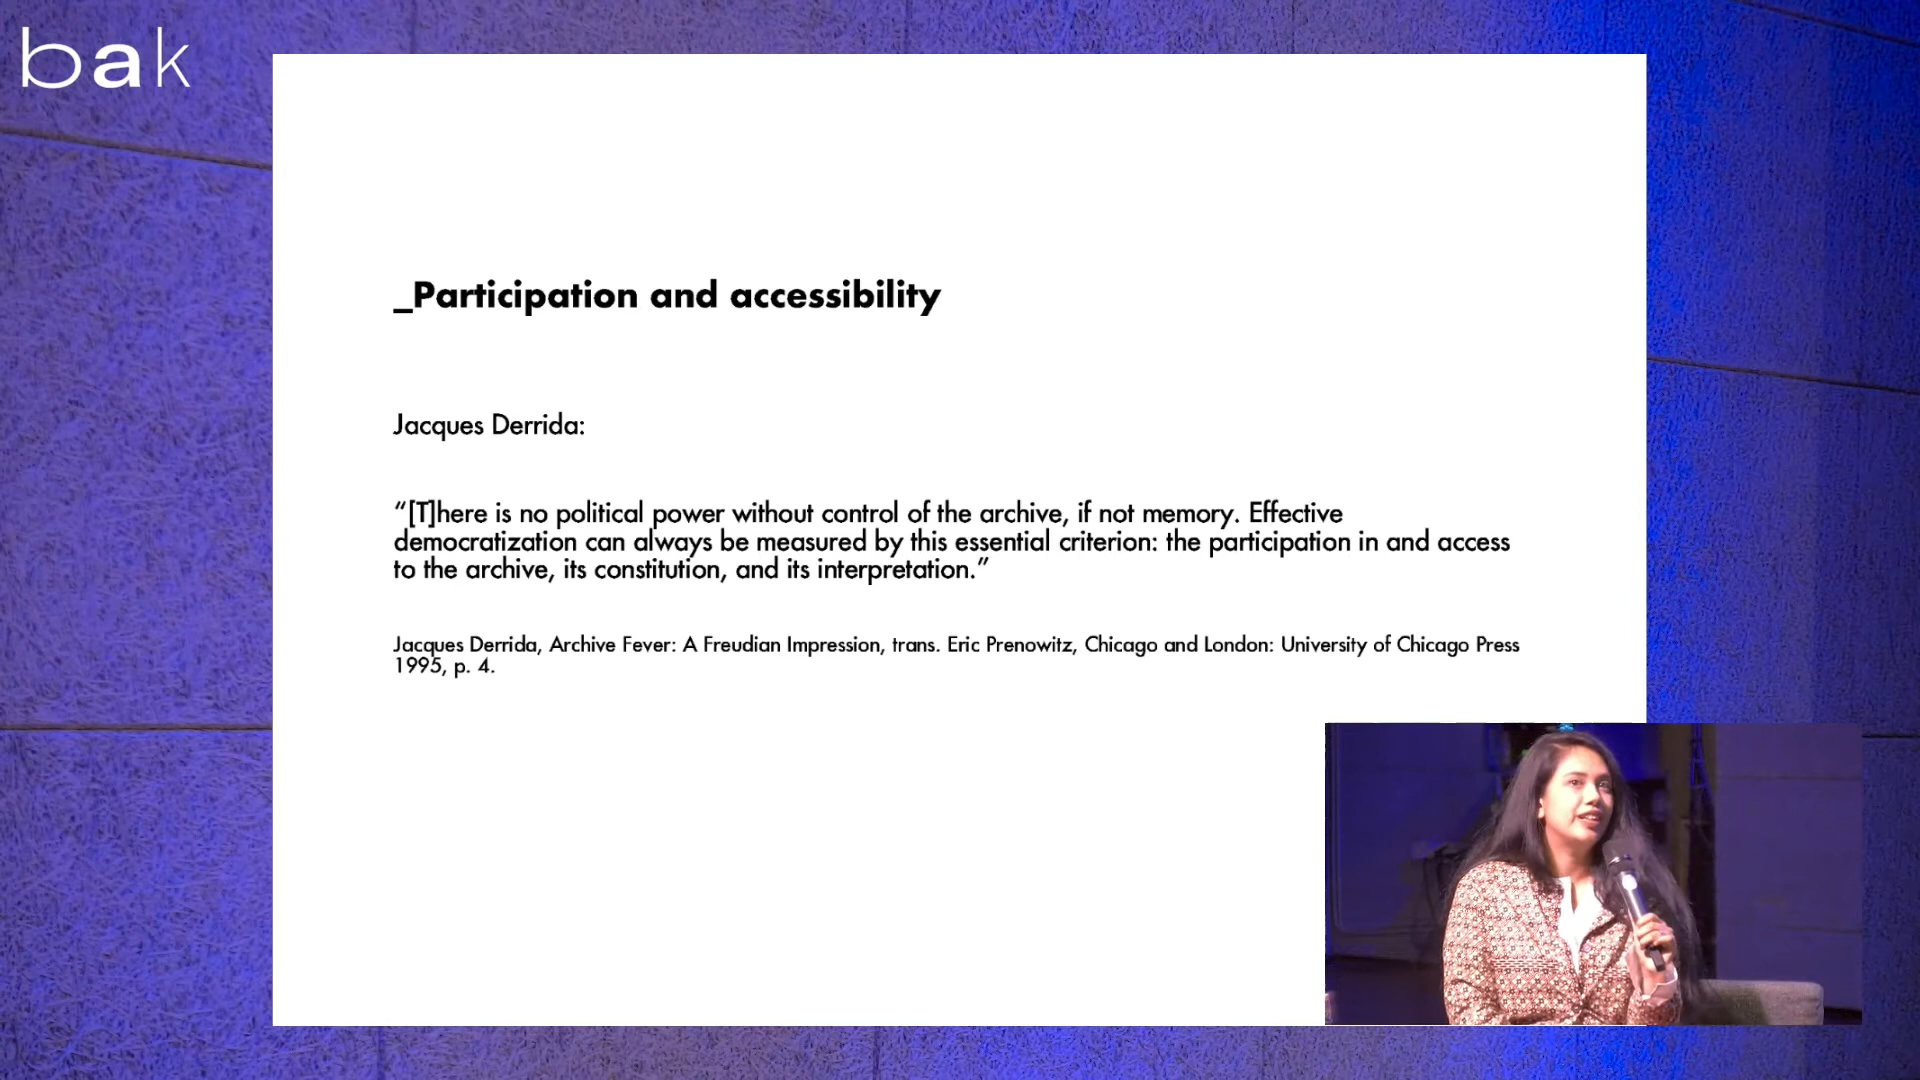 bak
_Participation and accessibility
Jacques Derrida:
“[T]here is no political power without control of the archive, if not memory. Effective
democratization can always be measured by this essential criterion: the participation in and access
to the archive, its constitution, and its interpretation.”
Jacques Derrida, Archive Fever: A Freudian Impression, trans. Eric Prenowitz, Chicago and London: University of Chicago Press
1995, p. 4.